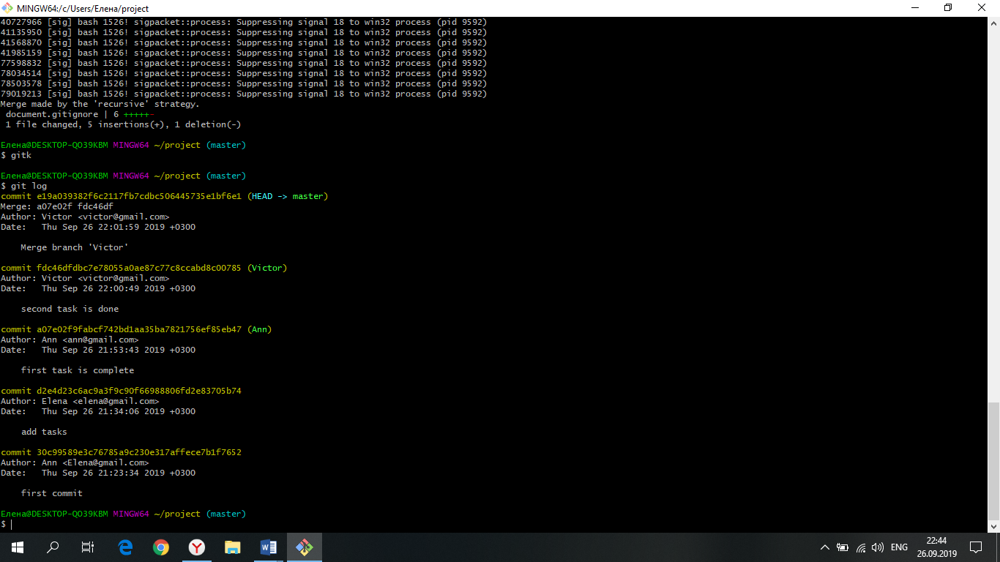 MINGW64:/c/Users/Елена/project
40727966 [sig] bash 1526! sigpacket::process: Suppressing signal 18 to win32 process (pid 9592)
41135950 [sig] bash 1526! sigpacket::process: Suppressing signal 18 to win32 process (pid 9592)
41568870 [sig] bash 1526! sigpacket::process: Suppressing signal 18 to win32 process (pid 9592)
41985159 [sig] bash 1526! sigpacket::process: Suppressing signal 18 to win32 process (pid 9592)
77598832 [sig] bash 1526! sigpacket::process: Suppressing signal 18 to win32 process (pid 9592)
78034514 [sig] bash 1526! sigpacket::process: Suppressing signal 18 to win32 process (pid 9592)
78503578 [sig] bash 1526! sigpacket::process: Suppressing signal 18 to win32 process (pid 9592)
79019213 [sig] bash 1526! sigpacket::process: Suppressing signal 18 to win32 process (pid 9592)
Merge made by the 'recursive' strategy.
 document.gitignore | 6 +++++-
 1 file changed, 5 insertions(+), 1 deletion(-)
Елена@DESKTOP-QO39KBM MINGW64 ~/project (master)
$ gitk
Елена@DESKTOP-QO39KBM MINGW64 ~/project (master)
$ git log
commit e19a039382f6c2117fb7cdbc506445735e1bf6e1 (HEAD -> master)
Merge: a07e02f fdc46df
Author: Victor <victor@gmail.com>
Date:   Thu Sep 26 22:01:59 2019 +0300
    Merge branch 'Victor'
commit fdc46dfdbc7e78055a0ae87c77c8ccabd8c00785 (Victor)
Author: Victor <victor@gmail.com>
Date:   Thu Sep 26 22:00:49 2019 +0300
    second task is done
commit a07e02f9fabcf742bd1aa35ba7821756ef85eb47 (Ann)
Author: Ann <ann@gmail.com>
Date:   Thu Sep 26 21:53:43 2019 +0300
    first task is complete
commit d2e4d23c6ac9a3f9c90f66988806fd2e83705b74
Author: Elena <elena@gmail.com>
Date:   Thu Sep 26 21:34:06 2019 +0300
    add tasks
commit 30c99589e3c76785a9c230e317affece7b1f7652
Author: Ann <Elena@gmail.com>
Date:   Thu Sep 26 21:23:34 2019 +0300
    first commit
Елена@DESKTOP-QO39KBM MINGW64 ~/project (master)
$
ENG
22:44
26.09.2019